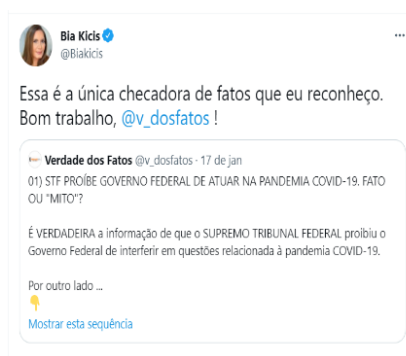 Bia Kicis
@Biakicis
Essa é a única checadora de fatos que eu reconheço.
Bom trabalho, @v_dosfatos !
Verdade dos Fatos @v_dosfatos · 17 de jan
01) STF PROÍBE GOVERNO FEDERAL DE ATUAR NA PANDEMIA COVID-19. FATO
OU "MITO"?
É VERDADEIRA a informação de que o SUPREMO TRIBUNAL FEDERAL proibiu o
Governo Federal de interferir em questões relacionada à pandemia COVID-19.
Por outro lado ...
Mostrar esta sequência